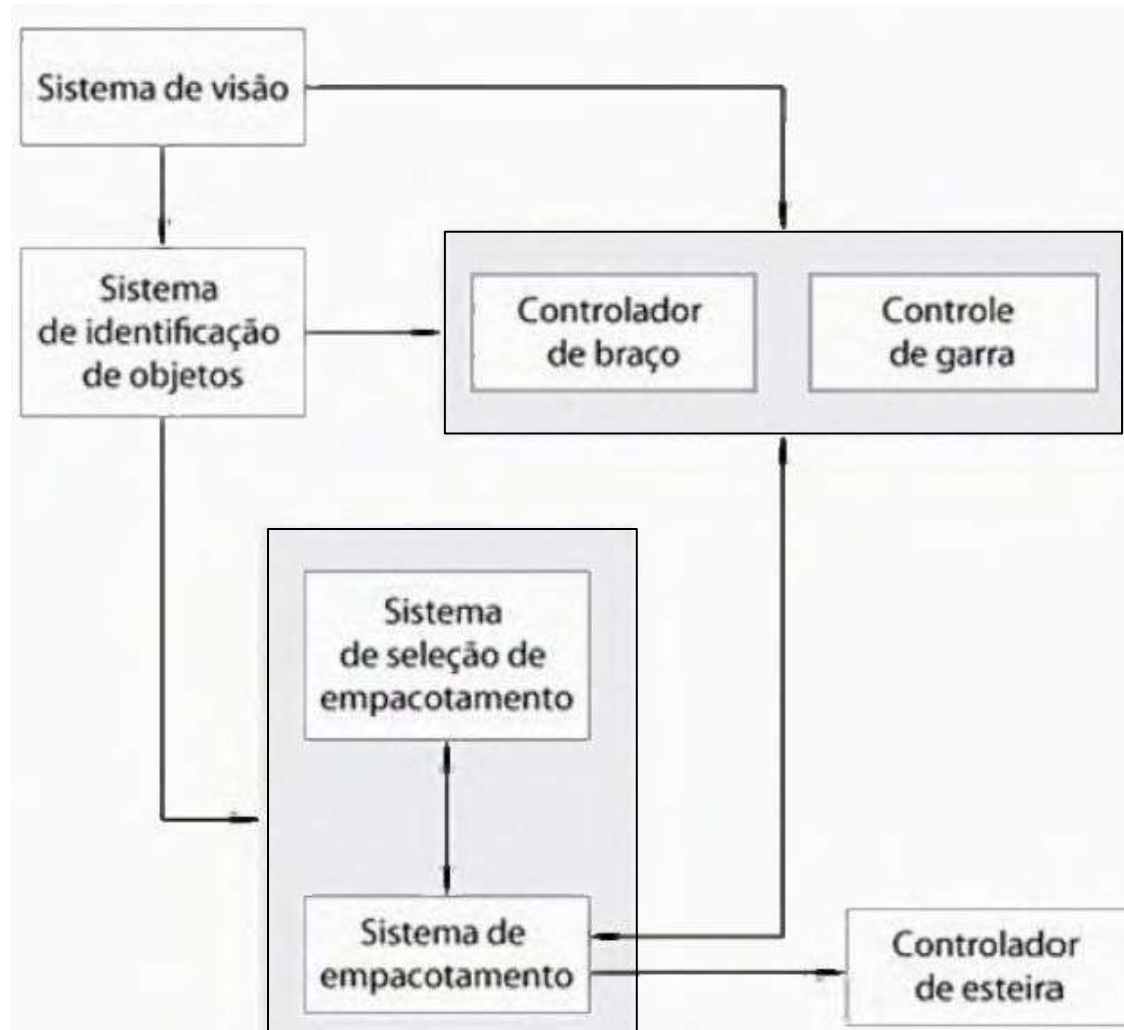 Sistema de visão
Sistema
de identificação
de objetos
Controlador
de braço
Controle
de garra
Sistema
de seleção de
empacotamento
Sistema de
empacotamento
Controlador
de esteira